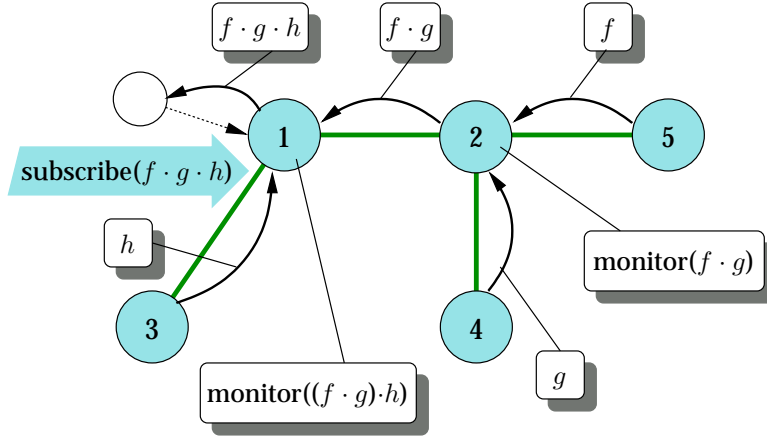 f · g · h
f · g
f
1
2
5
subscribe(f · g · h)
h
monitor(f · g)
3
4
monitor((f · g)·h)
g